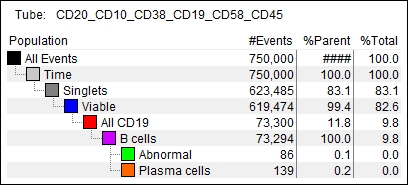 Tube: CD20_CD10_CD38_CD19_CD58_CD45
Population #Events %Parent %Total
All Events 750,000 #### 100.0
Time 750,000 100.0 100.0
Singlets 623,485 83.1 83.1
Viable 619,474 99.4 82.6
All CD19 73,300 11.8 9.8
B cells 73,294 100.0 9.8
Abnormal 86 0.1 0.0
Plasma cells 139 0.2 0.0